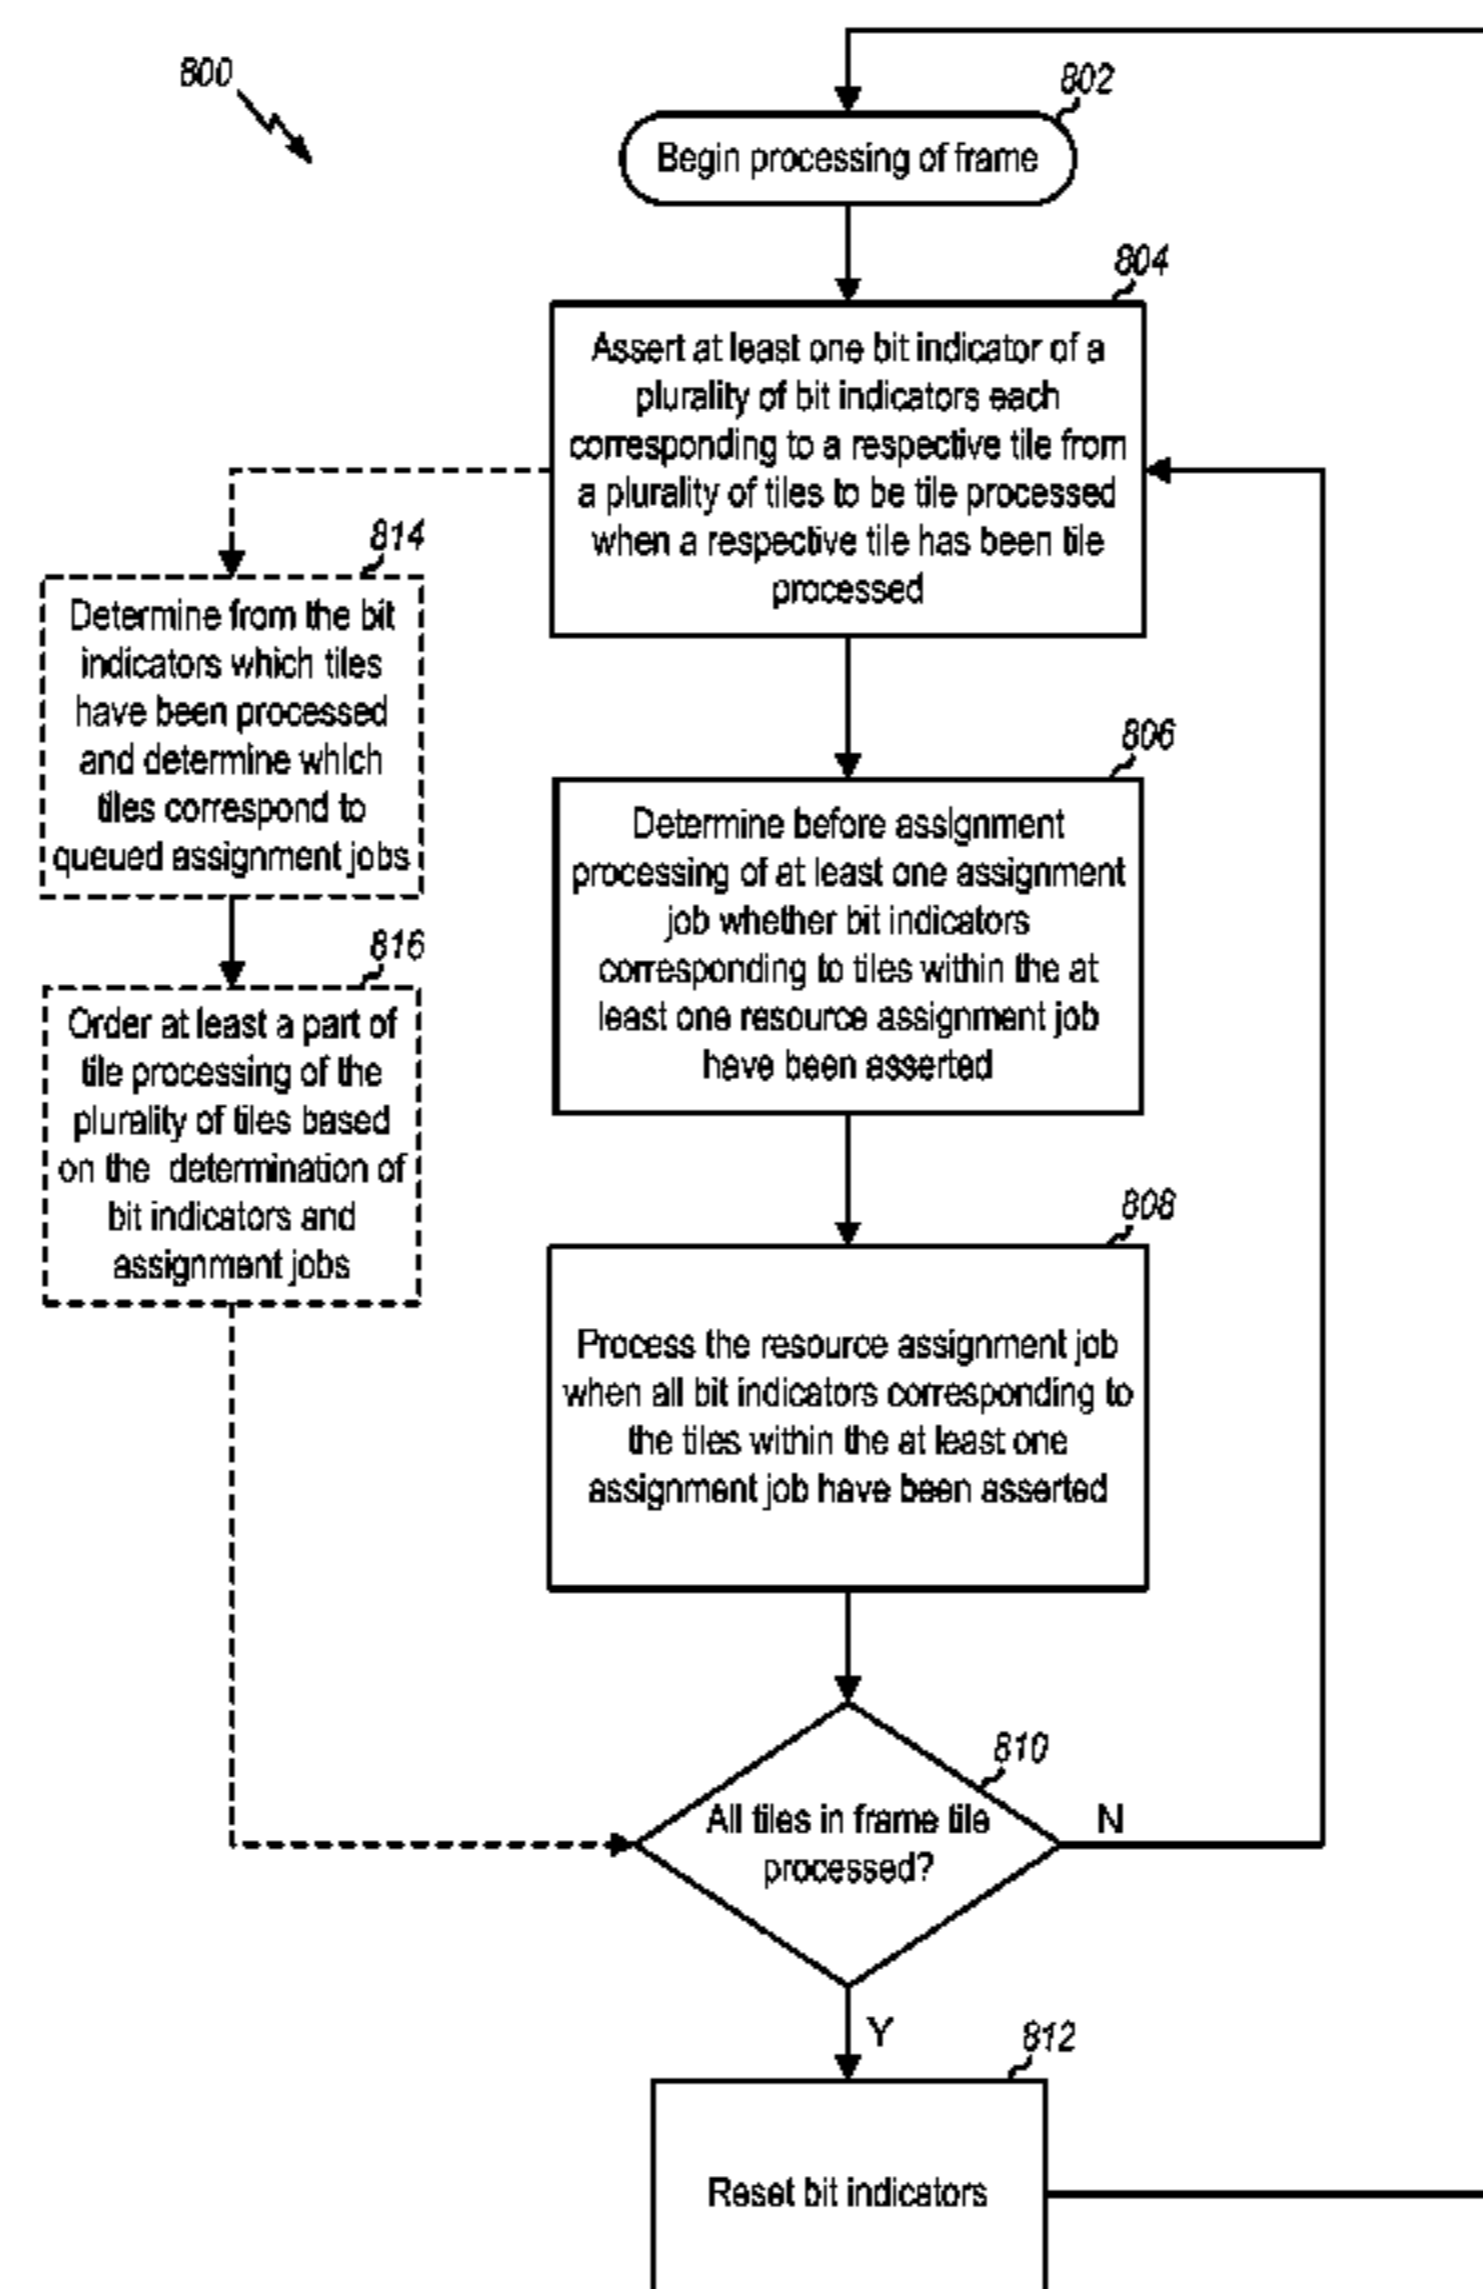 800
802
Begin processing of frame
804
Assert at least one bit indicator of a
plurality of bit indicators each
corresponding to a respective tile from
a plurality of tiles to be tile processed
when a respective tile has been tile
processed
814
Determine from the bit
indicators which tiles
have been processed
and determine which
tiles correspond to
queued assignment jobs
806
Determine before assignment
processing of at least one assignment
job whether bit indicators
corresponding to tiles within the at
least one resource assignment job
have been asserted
816
Order at least a part of
tile processing of the
plurality of tiles based
on the determination of
bit indicators and
assignment jobs
808
Process the resource assignment job
when all bit indicators corresponding to
the tiles within the at least one
assignment job have been asserted
810
All tiles in frame tile
processed?
N
Y
812
Reset bit indicators